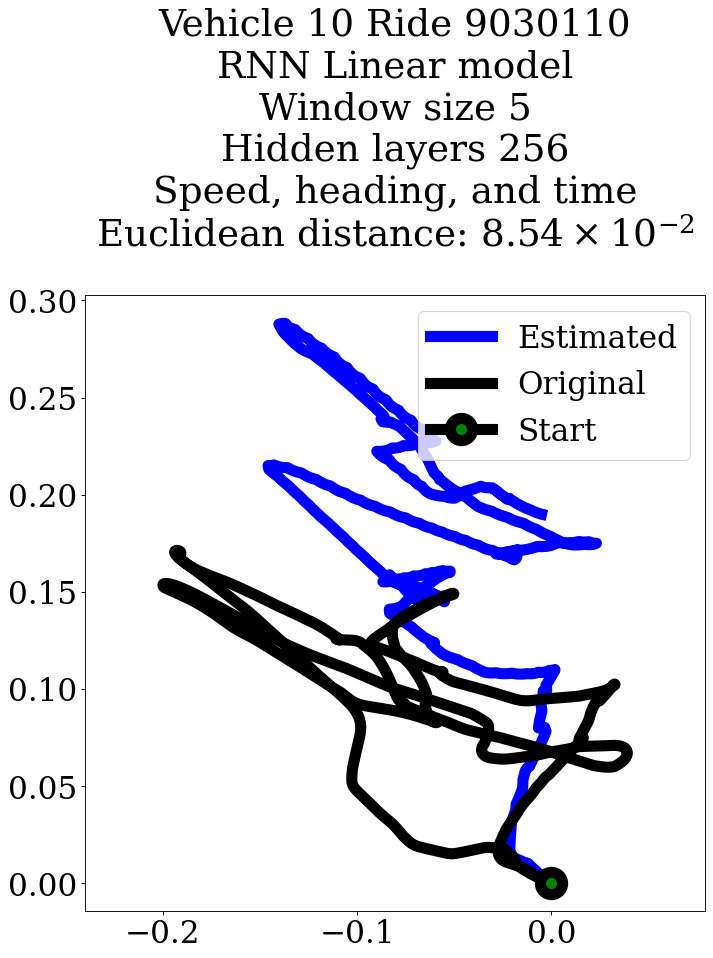 Vehicle 10 Ride 9030110
RNN Linear model
Window size 5
Hidden layers 256
Speed, heading, and time
Euclidean distance: 8.54 × 10⁻²
0.30
0.25
0.20
0.15
0.10
0.05
0.00
−0.2
−0.1
0.0
Estimated
Original
Start